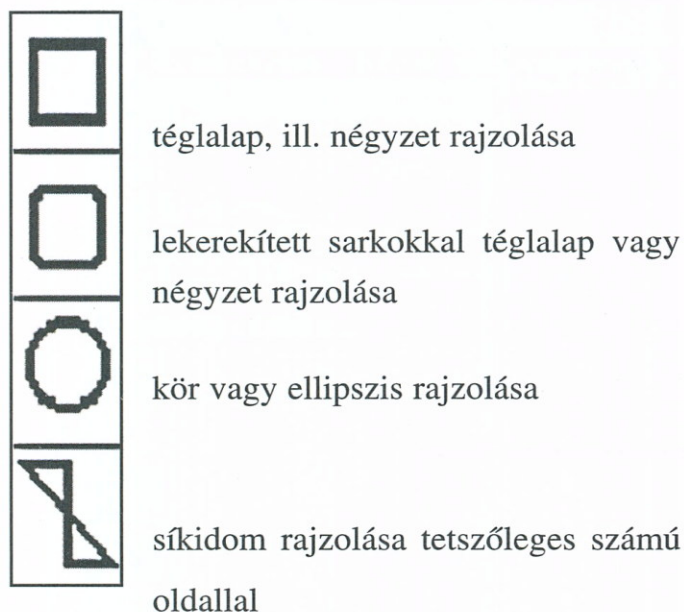 téglalap, ill. négyzet rajzolása
lekerekített sarkokkal téglalap vagy
négyzet rajzolása
kör vagy ellipszis rajzolása
síkidom rajzolása tetszőleges számú
oldallal